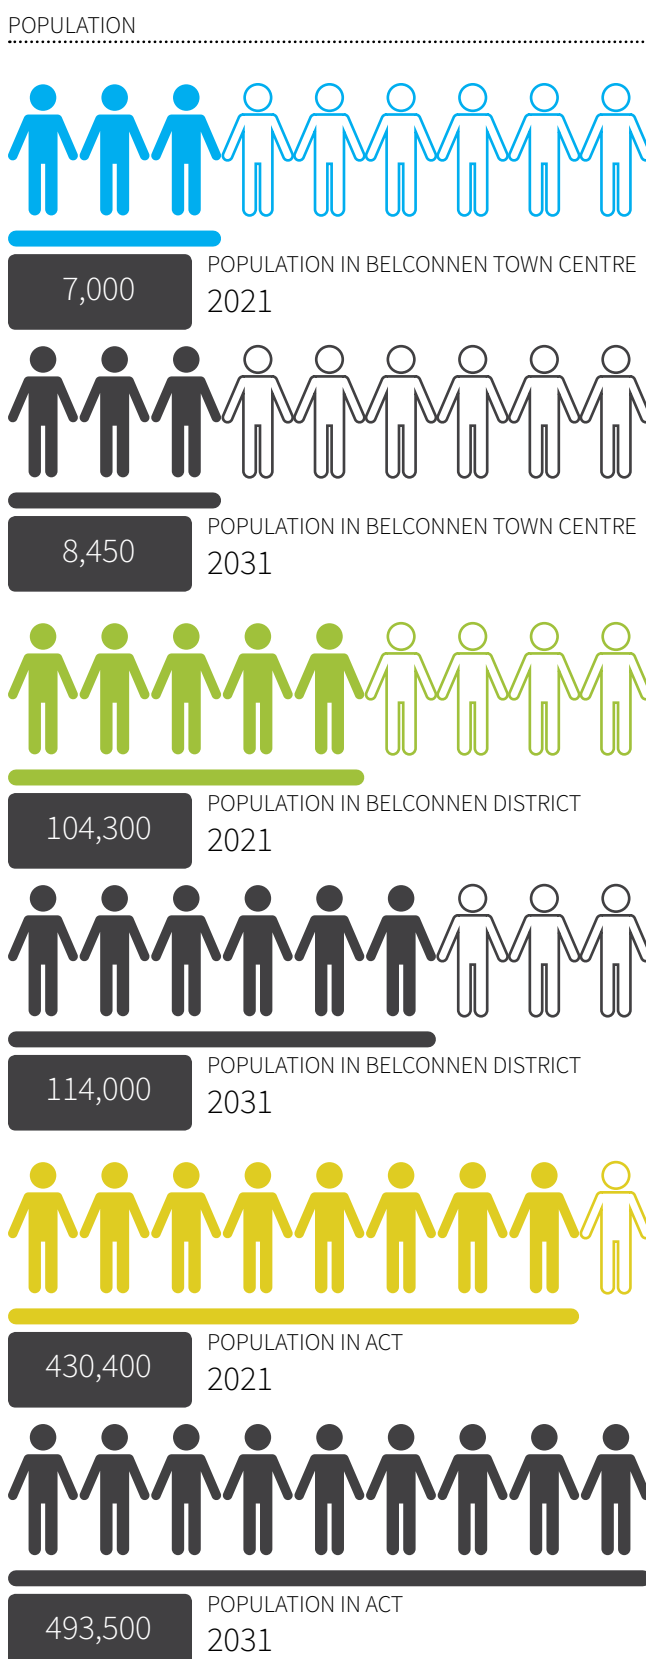 POPULATION
7,000
POPULATION IN BELCONNEN TOWN CENTRE
2021
8,450
POPULATION IN BELCONNEN TOWN CENTRE
2031
104,300
POPULATION IN BELCONNEN DISTRICT
2021
114,000
POPULATION IN BELCONNEN DISTRICT
2031
430,400
POPULATION IN ACT
2021
493,500
POPULATION IN ACT
2031